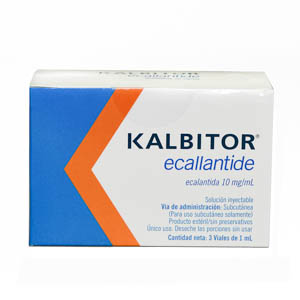 KALBITOR®
ecallantide
ecalantida 10 mg/mL
Solución inyectable
Vía de administración: Subcutánea
(Para uso subcutáneo solamente)
Producto estéril/sin preservativos
Único uso. Deseche las porciones sin usar
Cantidad neta: 3 Viales de 1 mL